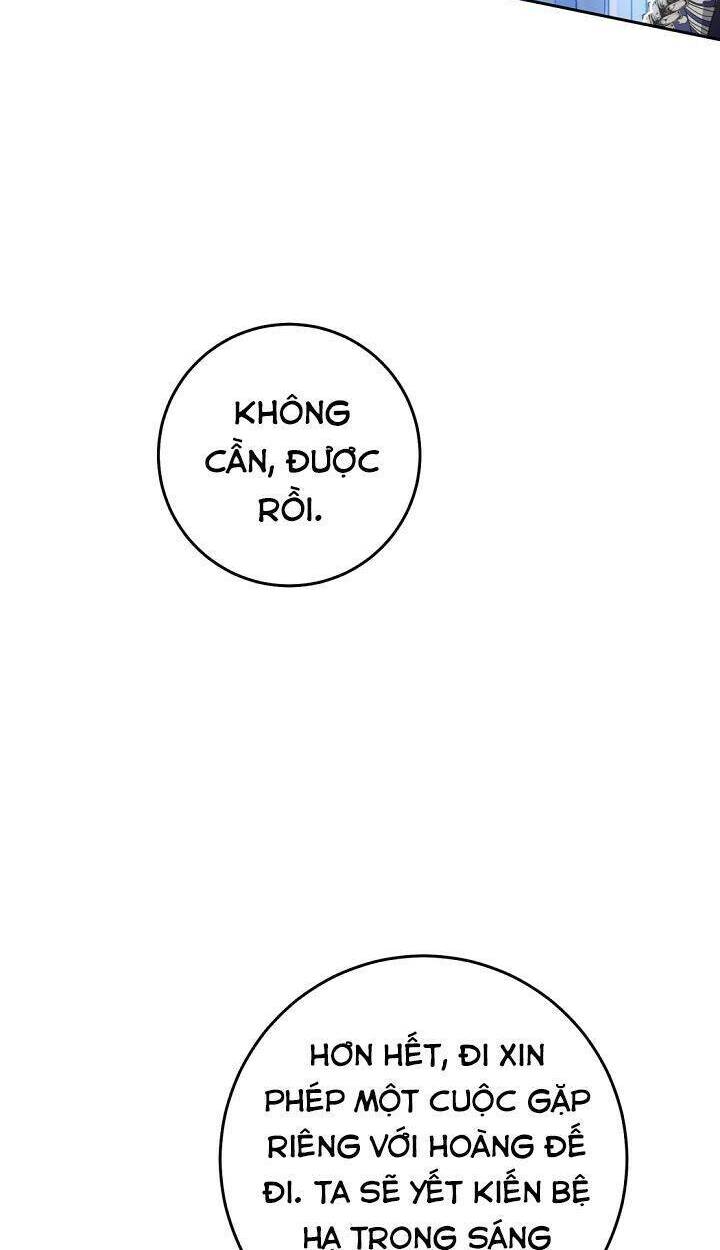 KHÔNG
CẦN, ĐƯỢC
RỒI.
HƠN HẾT, ĐI XIN
PHÉP MỘT CUỘC GẶP
RIÊNG VỚI HOÀNG ĐẾ
ĐI. TA SẼ YẾT KIẾN BỆ
HẠ TRONG SÁNG